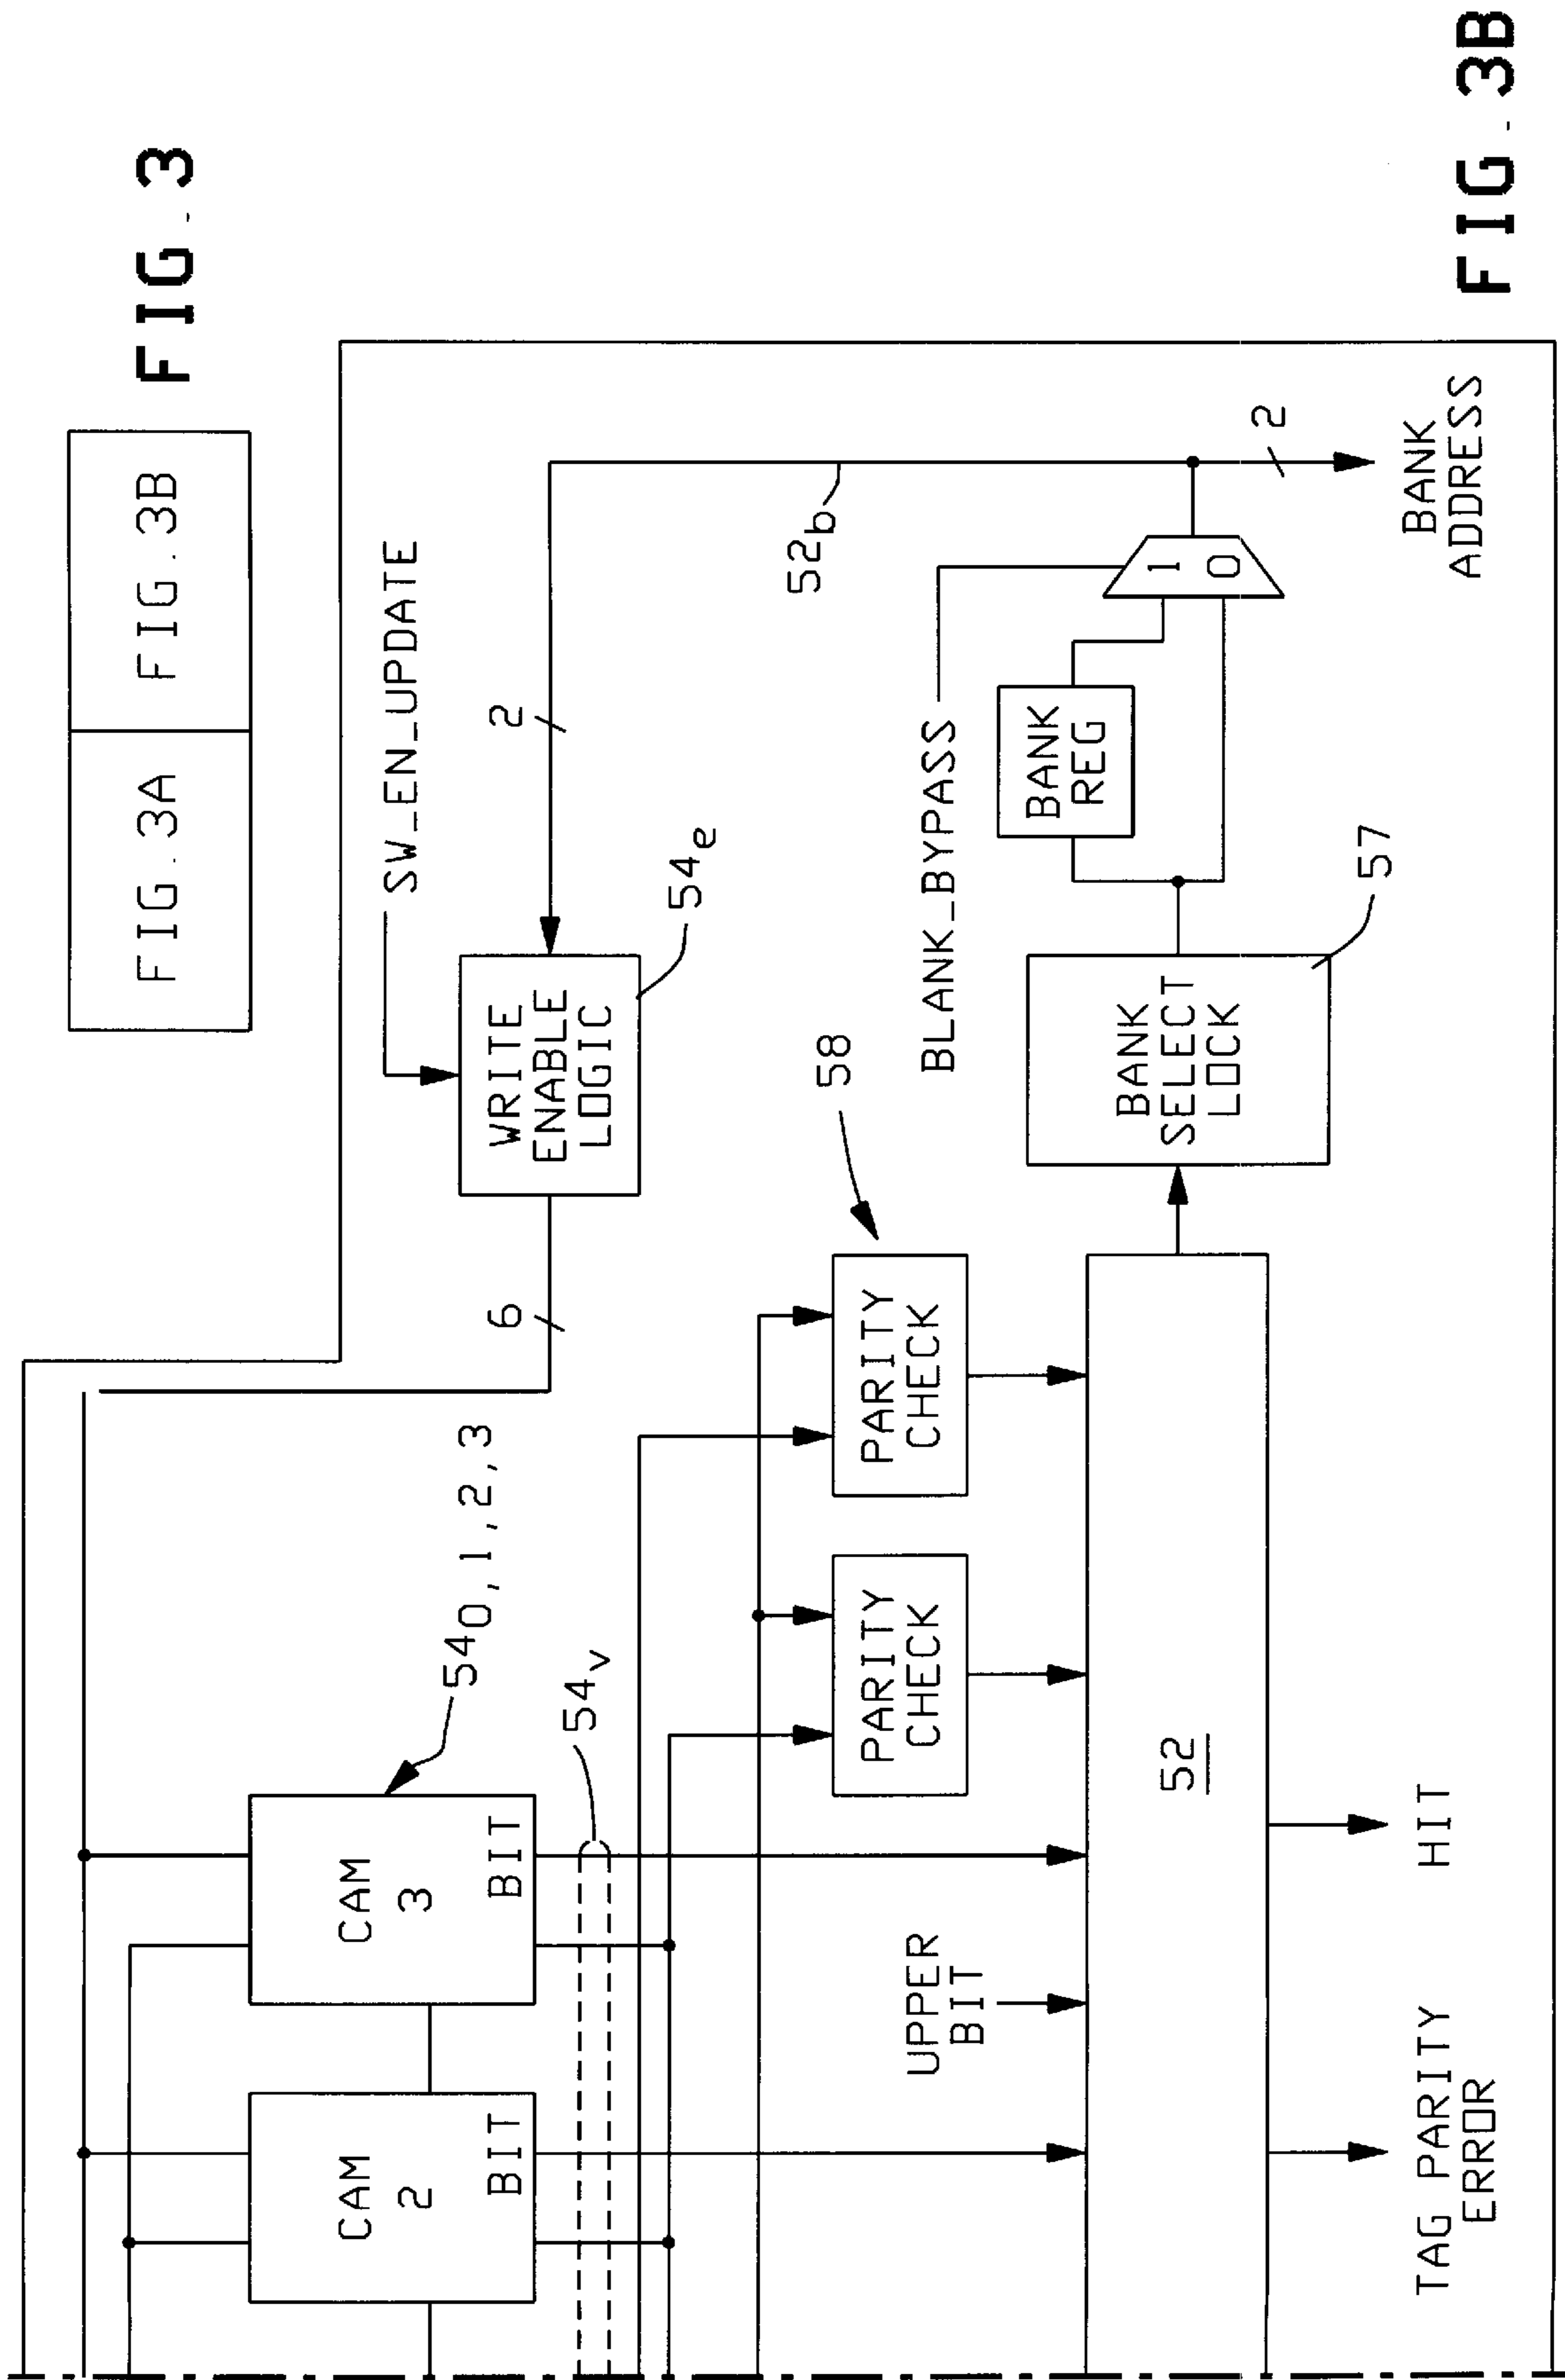 FIG. 3
FIG. 3A
FIG. 3B
SW_EN_UPDATE
2
6
WRITE
ENABLE
LOGIC
54e
52b
CAM
2
BIT
CAM
3
BIT
54 0,1,2,3
54v
58
PARITY
CHECK
PARITY
CHECK
UPPER
BIT
52
BANK
SELECT
LOCK
57
BLANK_BYPASS
BANK
REG
1
0
2
BANK
ADDRESS
TAG PARITY
ERROR
HIT
FIG. 3B